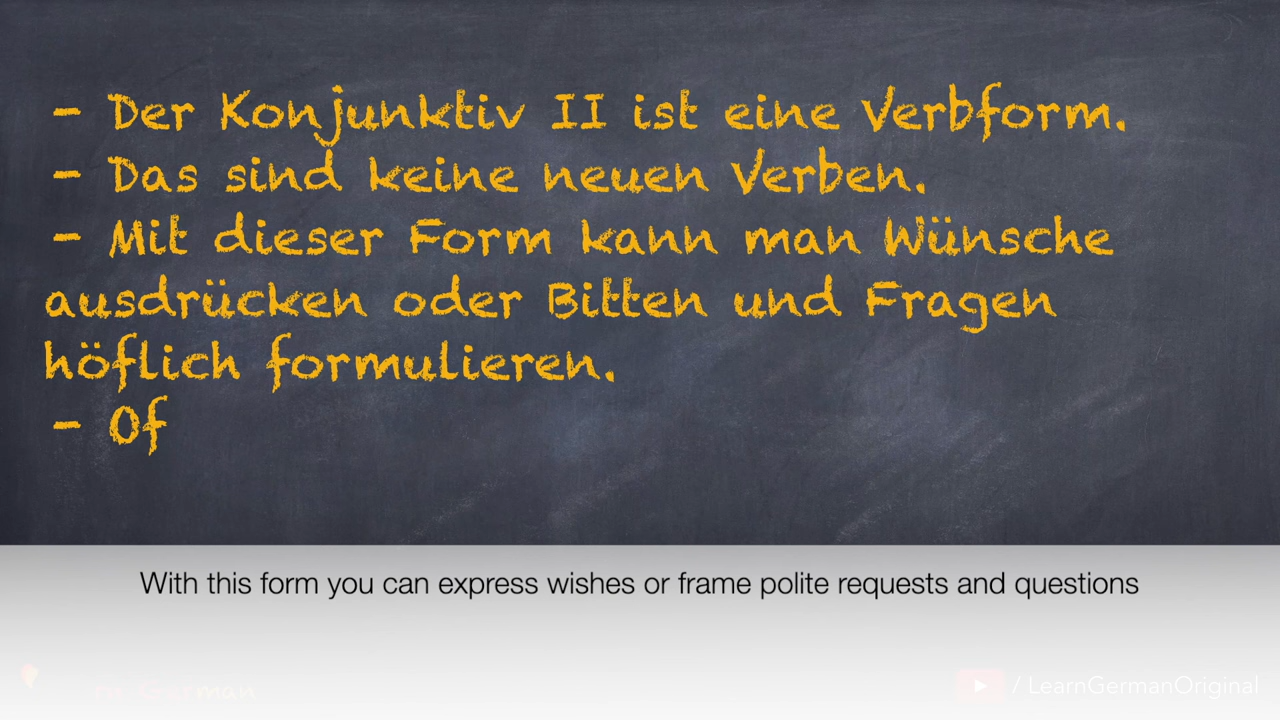 - Der Konjunktiv II ist eine Verbform.
- Das sind keine neuen Verben.
- Mit dieser Form kann man Wünsche
ausdrücken oder Bitten und Fragen
höflich formulieren.
- Of
With this form you can express wishes or frame polite requests and questions
German
/ LearnGermanOriginal